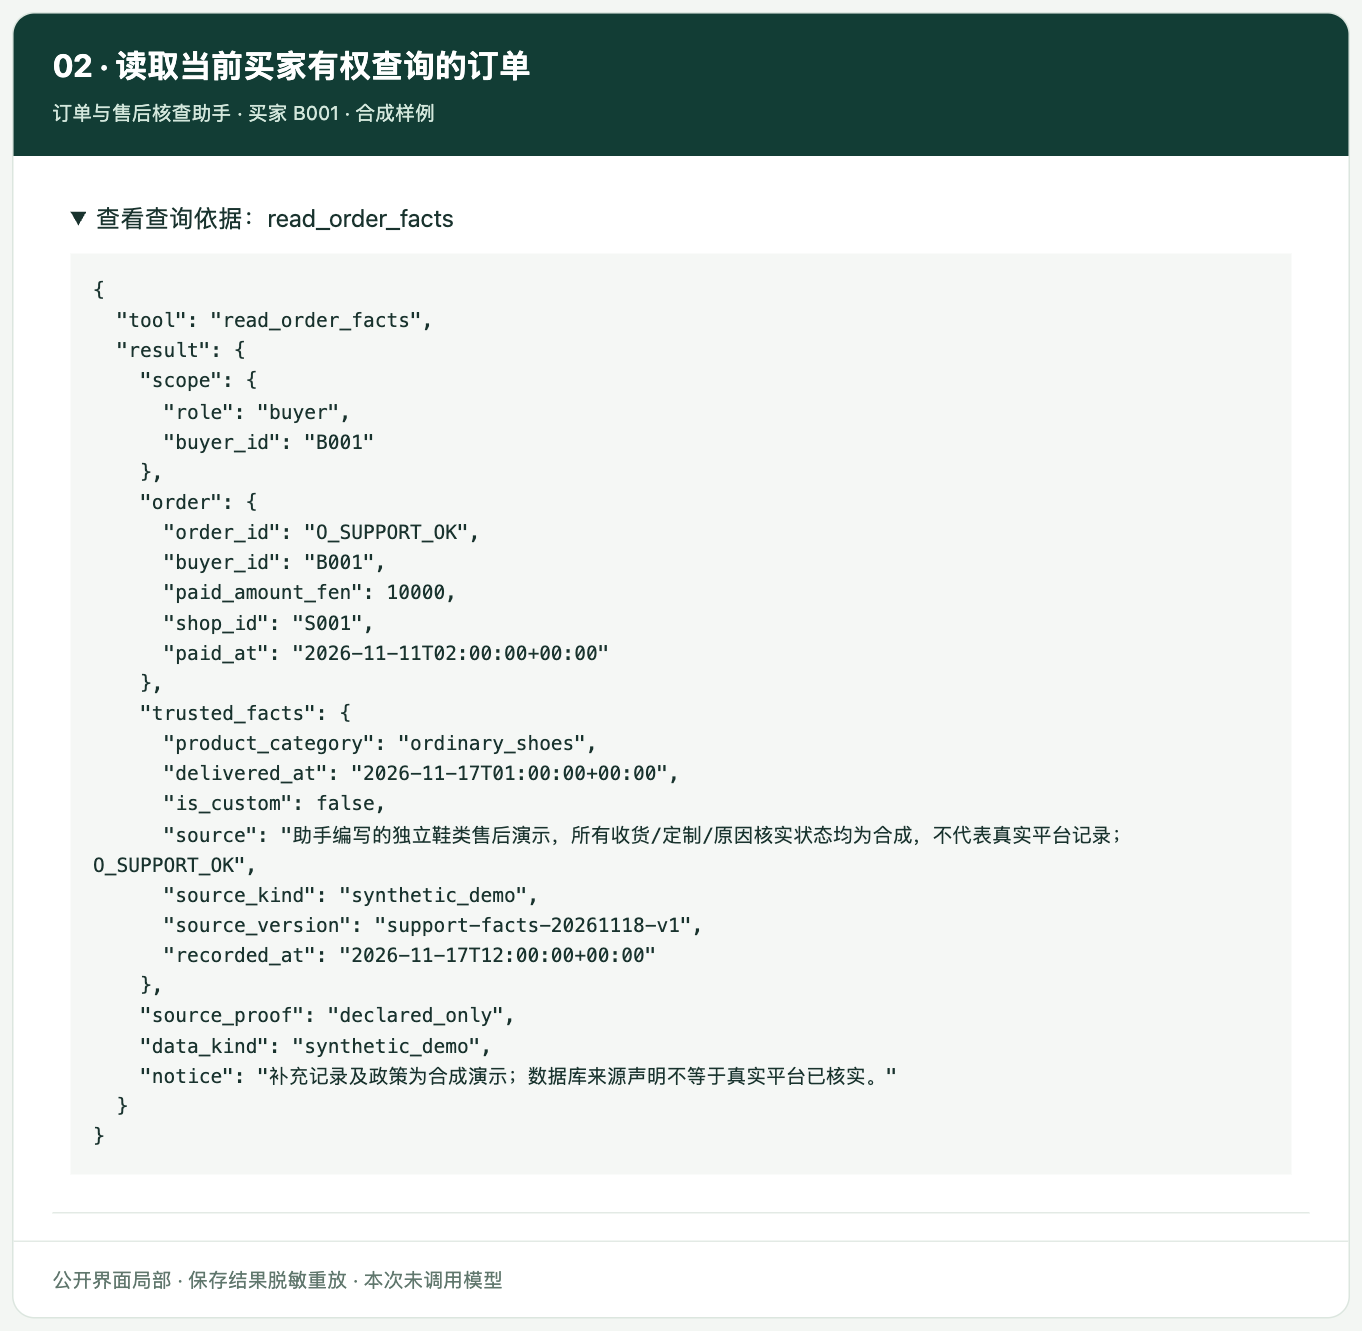 02 · 读取当前买家有权查询的订单
订单与售后核查助手 · 买家 B001 · 合成样例
▼ 查看查询依据：read_order_facts
{
  "tool": "read_order_facts",
  "result": {
    "scope": {
      "role": "buyer",
      "buyer_id": "B001"
    },
    "order": {
      "order_id": "O_SUPPORT_OK",
      "buyer_id": "B001",
      "paid_amount_fen": 10000,
      "shop_id": "S001",
      "paid_at": "2026-11-11T02:00:00+00:00"
    },
    "trusted_facts": {
      "product_category": "ordinary_shoes",
      "delivered_at": "2026-11-17T01:00:00+00:00",
      "is_custom": false,
      "source": "助手编写的独立鞋类售后演示，所有收货/定制/原因核实状态均为合成，不代表真实平台记录；
O_SUPPORT_OK",
      "source_kind": "synthetic_demo",
      "source_version": "support-facts-20261118-v1",
      "recorded_at": "2026-11-17T12:00:00+00:00"
    },
    "source_proof": "declared_only",
    "data_kind": "synthetic_demo",
    "notice": "补充记录及政策为合成演示；数据库来源声明不等于真实平台已核实。"
  }
}
公开界面局部 · 保存结果脱敏重放 · 本次未调用模型